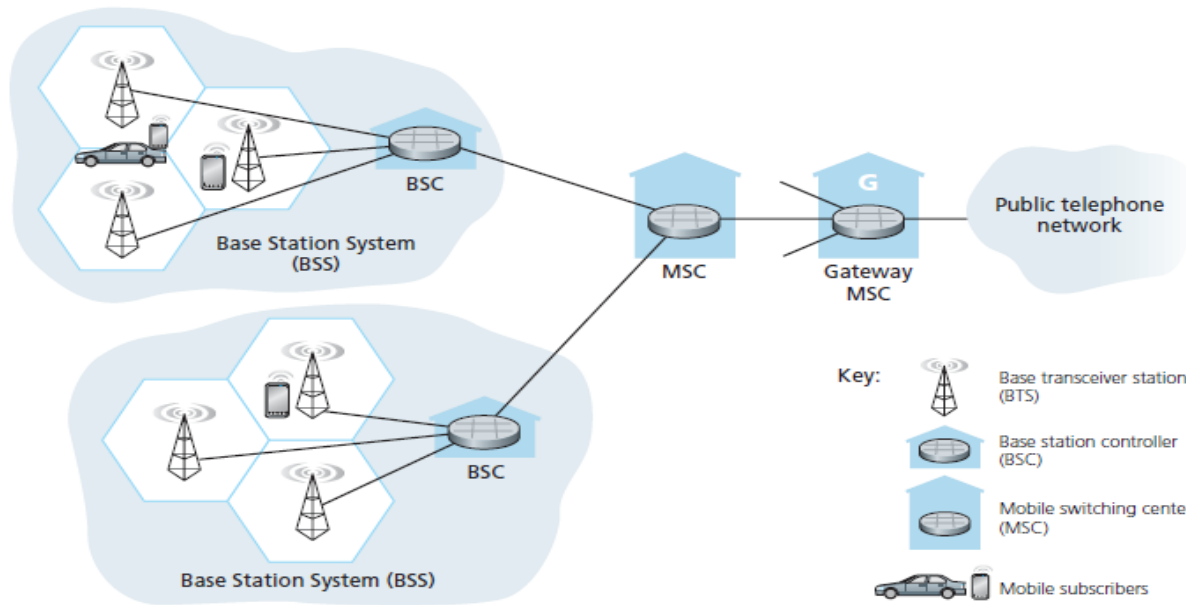 BSC
Base Station System
(BSS)
MSC
G
Gateway
MSC
Public telephone
network
BSC
Base Station System (BSS)
Key:
Base transceiver station
(BTS)
Base station controller
(BSC)
Mobile switching cente
(MSC)
Mobile subscribers